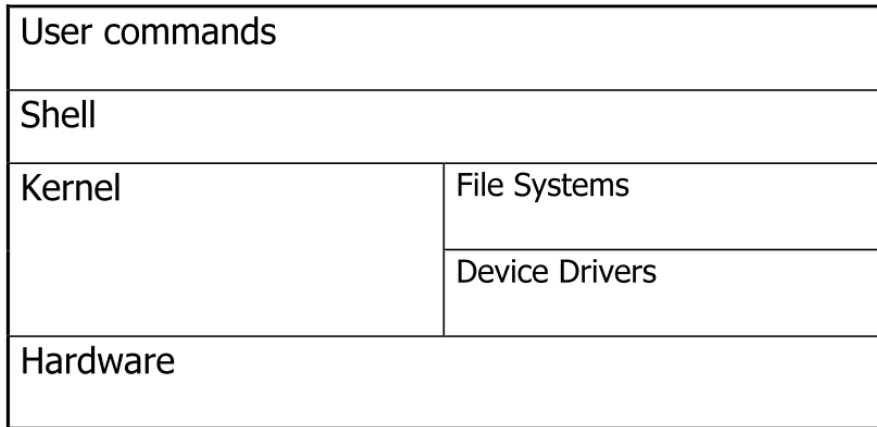 User commands
Shell
Kernel
File Systems
Device Drivers
Hardware